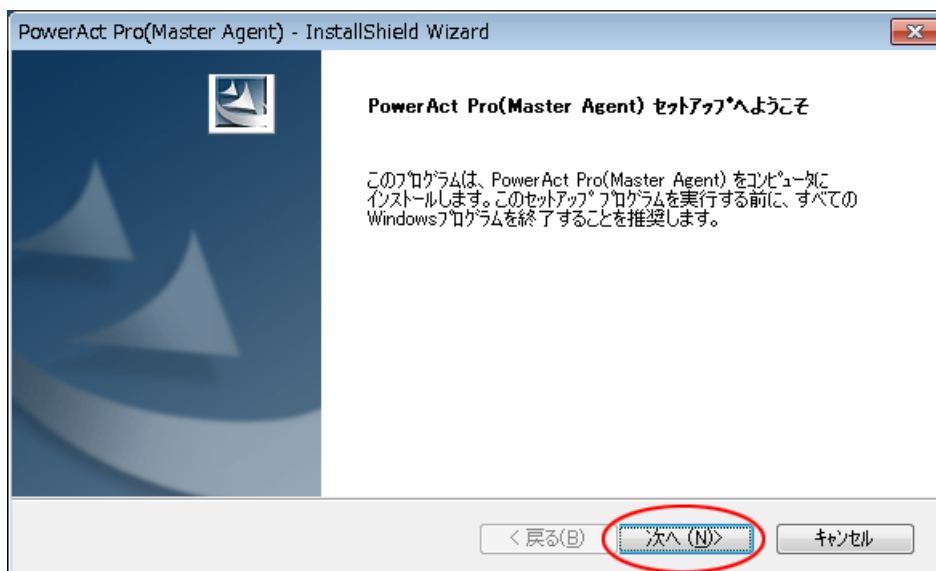 PowerAct Pro(Master Agent) - InstallShield Wizard
PowerAct Pro(Master Agent) ｾｯﾄｱｯﾌﾟへようこそ
このﾌﾟﾛｸﾞﾗﾑは、PowerAct Pro(Master Agent) をｺﾝﾋﾟｭｰﾀに
ｲﾝｽﾄｰﾙします。このｾｯﾄｱｯﾌﾟ ﾌﾟﾛｸﾞﾗﾑを実行する前に、すべての
Windowsﾌﾟﾛｸﾞﾗﾑを終了することを推奨します。
< 戻る(B)
次へ (N)>
ｷｬﾝｾﾙ